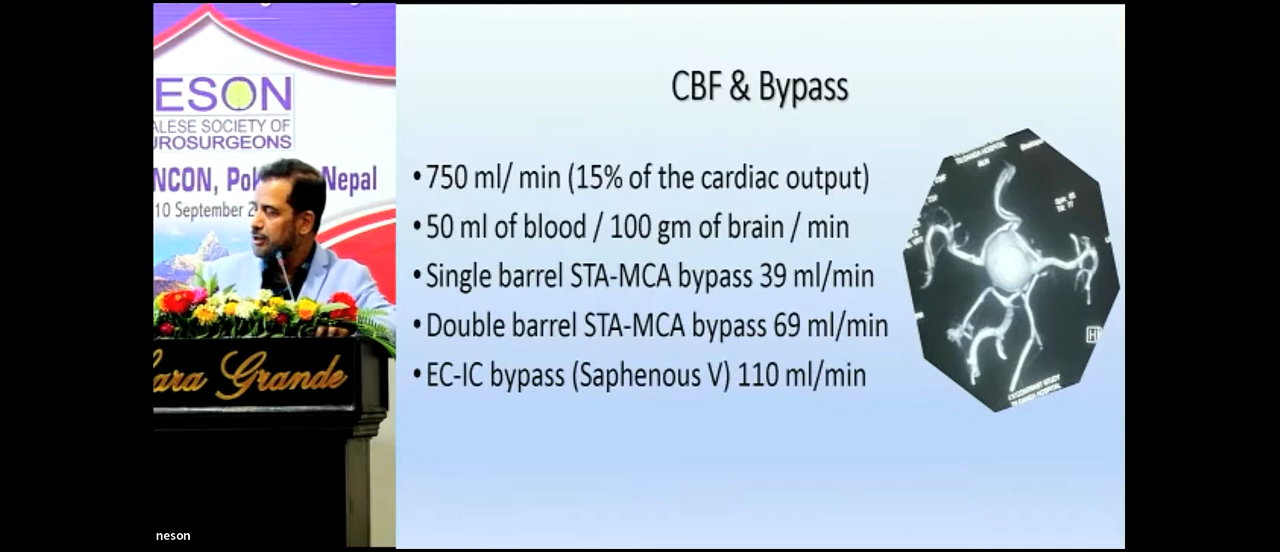 ESON
ALESE SOCIETY OF
UROSURGEONS
NCON, Nepal
10 September
ara Grande
neson
CBF & Bypass
•750 ml/ min (15% of the cardiac output)
•50 ml of blood / 100 gm of brain / min
•Single barrel STA-MCA bypass 39 ml/min
•Double barrel STA-MCA bypass 69 ml/min
•EC-IC bypass (Saphenous V) 110 ml/min
H